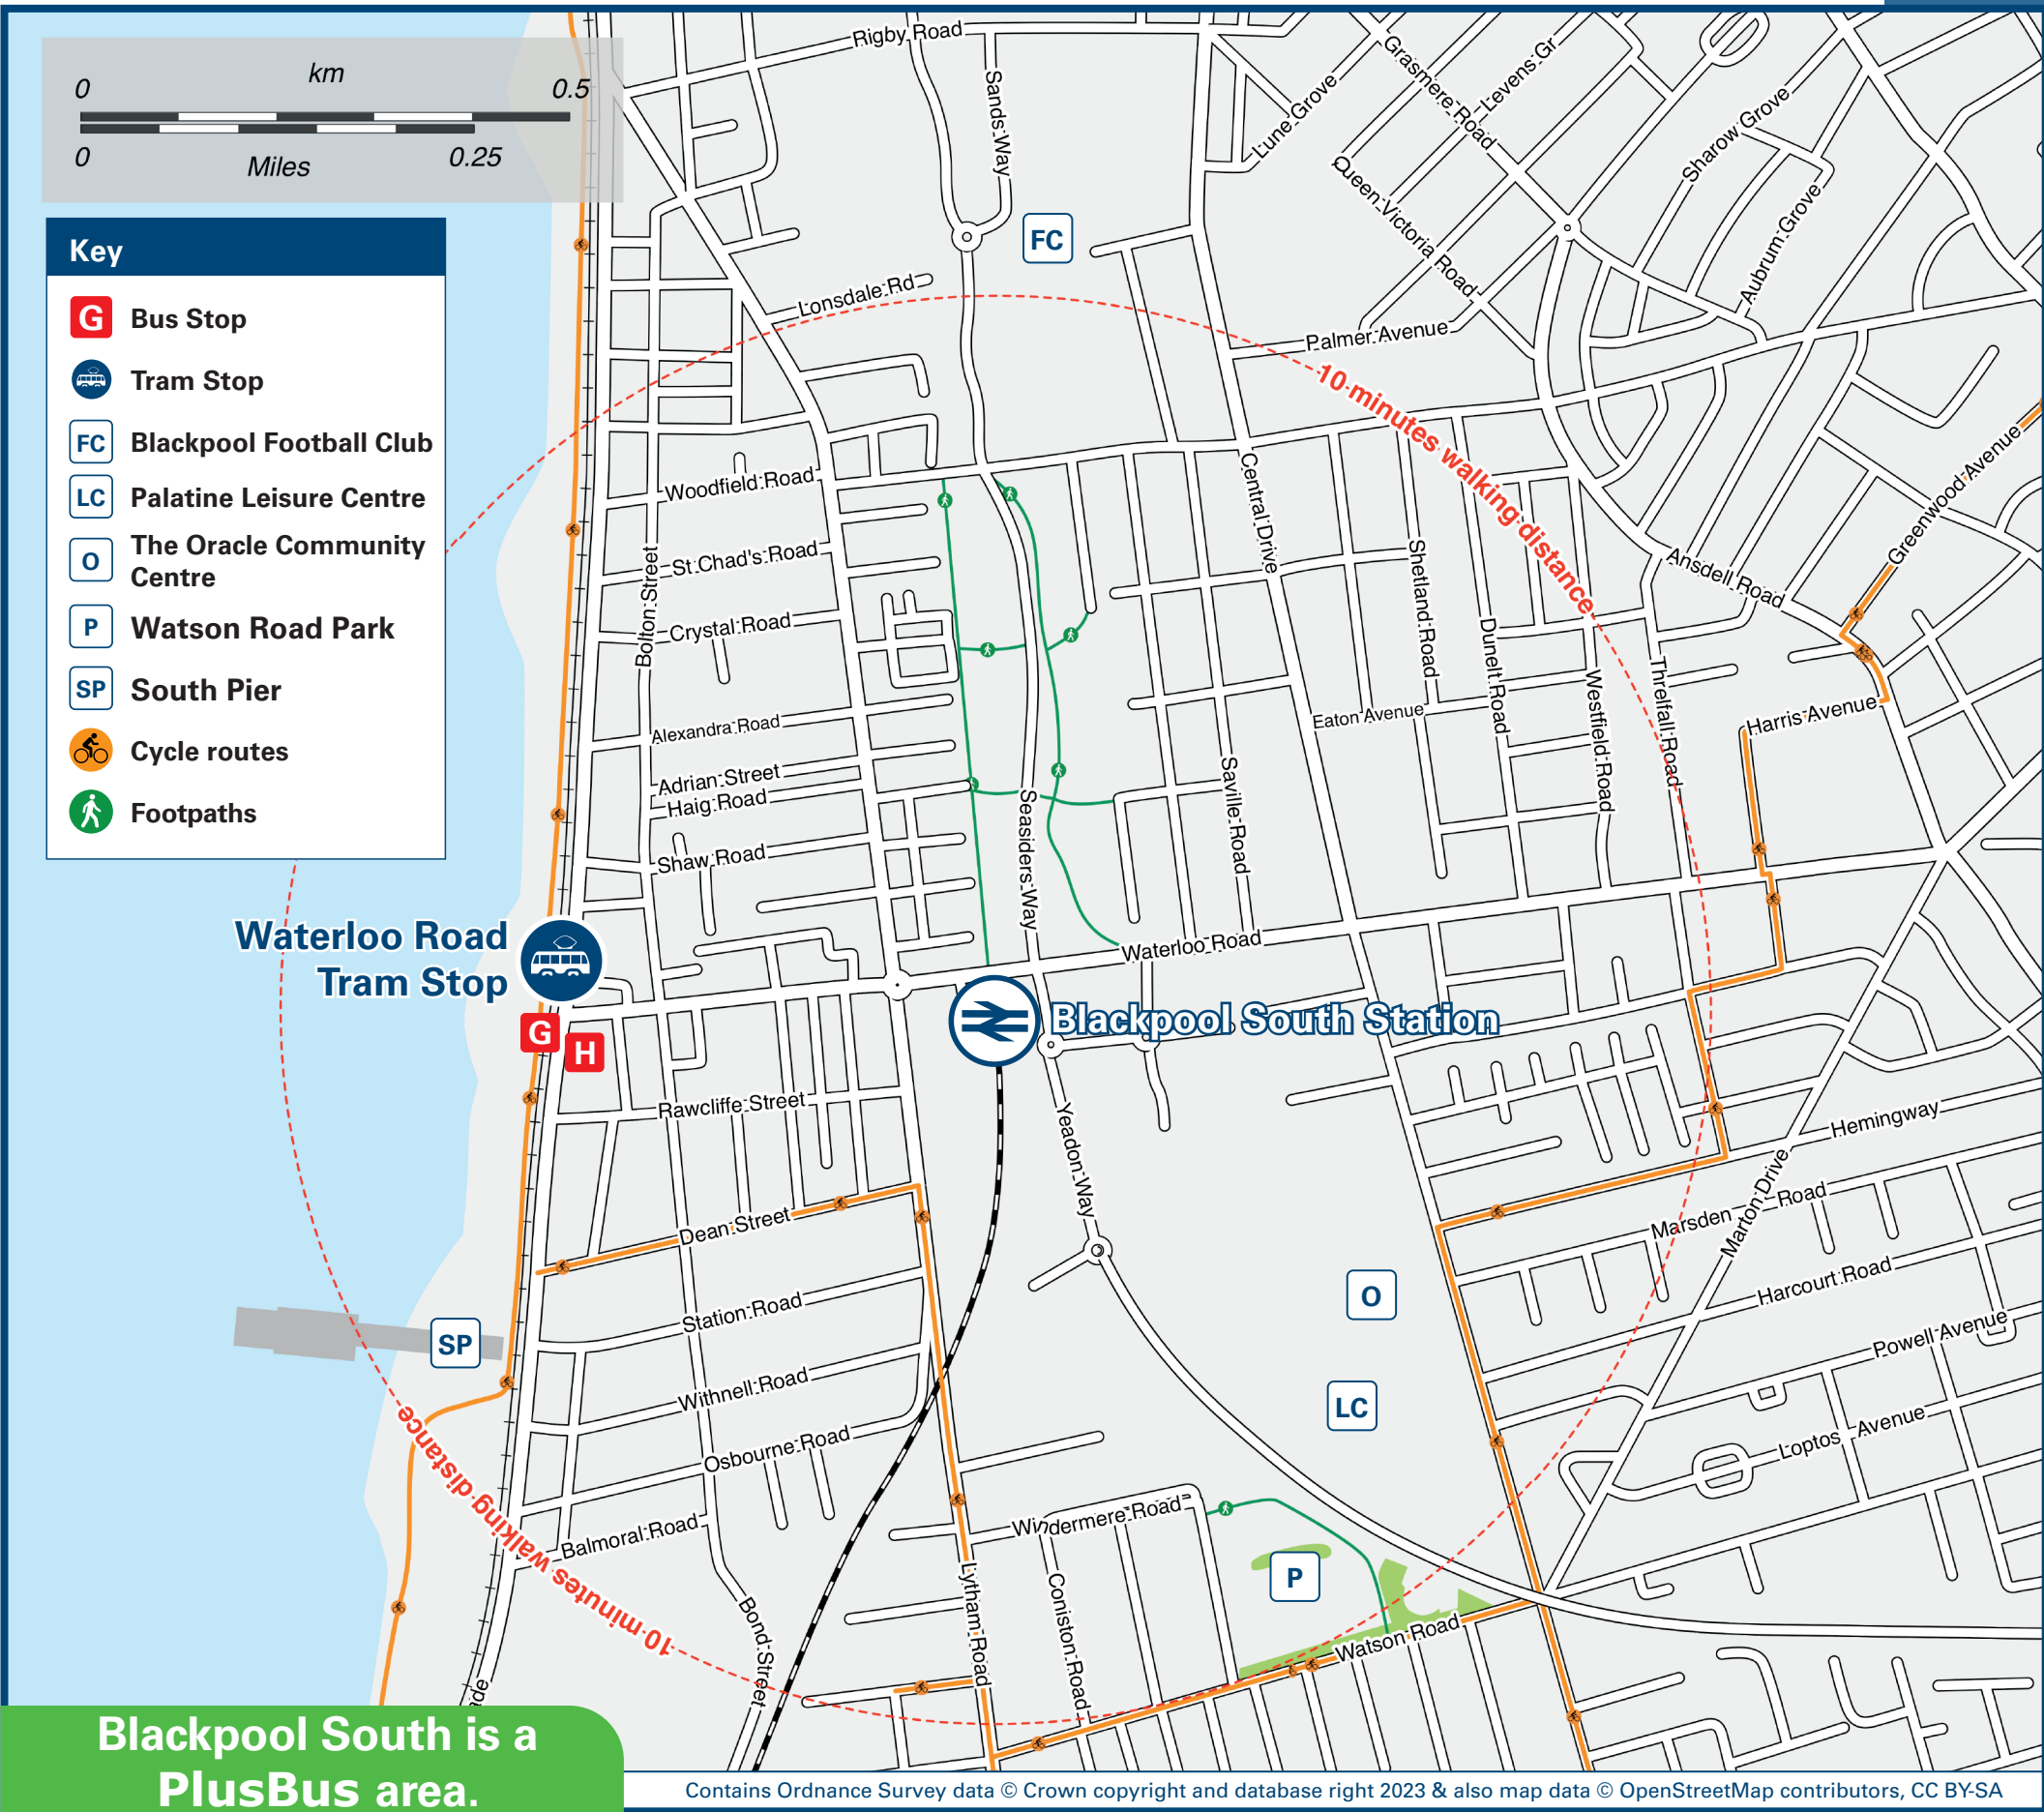 km
0
0.5
0
Miles
0.25
Key
G Bus Stop
Tram Stop
FC Blackpool Football Club
LC Palatine Leisure Centre
O The Oracle Community
Centre
P Watson Road Park
SP South Pier
Cycle routes
Footpaths
Rigby Road
Sands Way
Lune Grove
Grasmere Road
Levens Gr
Sharow Grove
Queen Victoria Road
Aubrum Grove
FC
Lonsdale Rd
Palmer Avenue
10 minutes walking distance
Greenwood Avenue
Woodfield Road
Central Drive
St Chad's Road
Bolton Street
Shetland Road
Ansdell Road
Crystal Road
Dunelt Road
Threlfall Road
Westfield Road
Alexandra Road
Eaton Avenue
Harris Avenue
Adrian Street
Haig Road
Seasiders Way
Saville Road
Shaw Road
Waterloo Road
Tram Stop
Waterloo Road
G
H
Blackpool South Station
Rawcliffe Street
Yeadon Way
Hemingway
Dean Street
Marsden Road
Marton Drive
Station Road
O
Harcourt Road
SP
Powell Avenue
Withnell Road
LC
Loptos Avenue
Osbourne Road
10 minutes walking distance
Balmoral Road
Windermere Road
P
Lytham Road
Coniston Road
Bond Street
Watson Road
ade
Blackpool South is a
PlusBus area.
Contains Ordnance Survey data © Crown copyright and database right 2023 & also map data © OpenStreetMap contributors, CC BY-SA